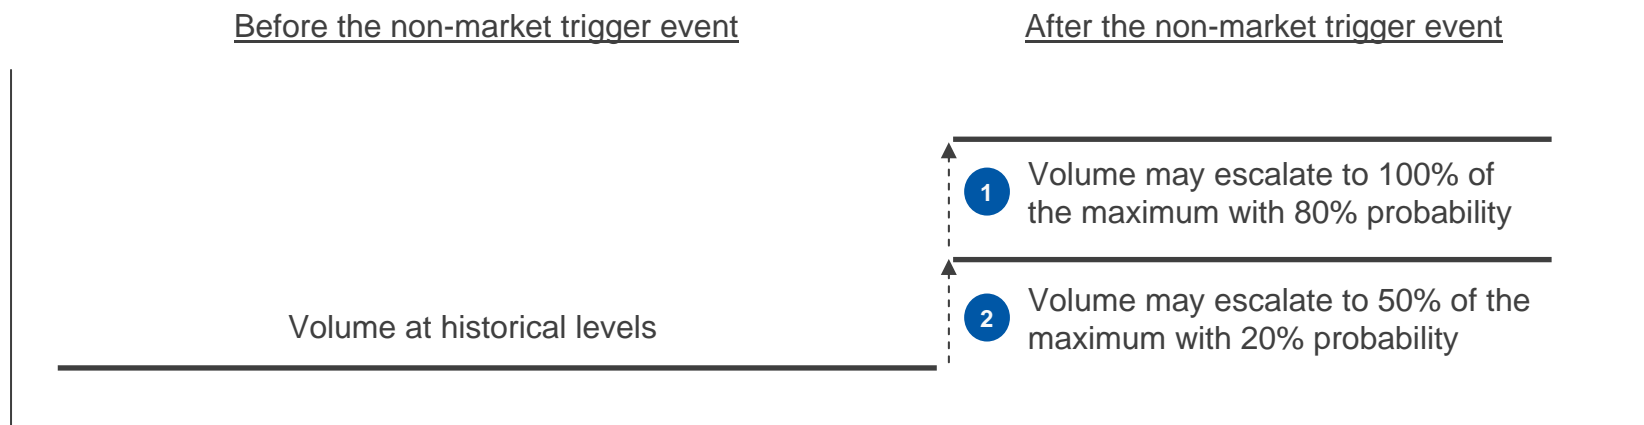 Before the non-market trigger event
After the non-market trigger event
1
Volume may escalate to 100% of
the maximum with 80% probability
2
Volume may escalate to 50% of the
maximum with 20% probability
Volume at historical levels